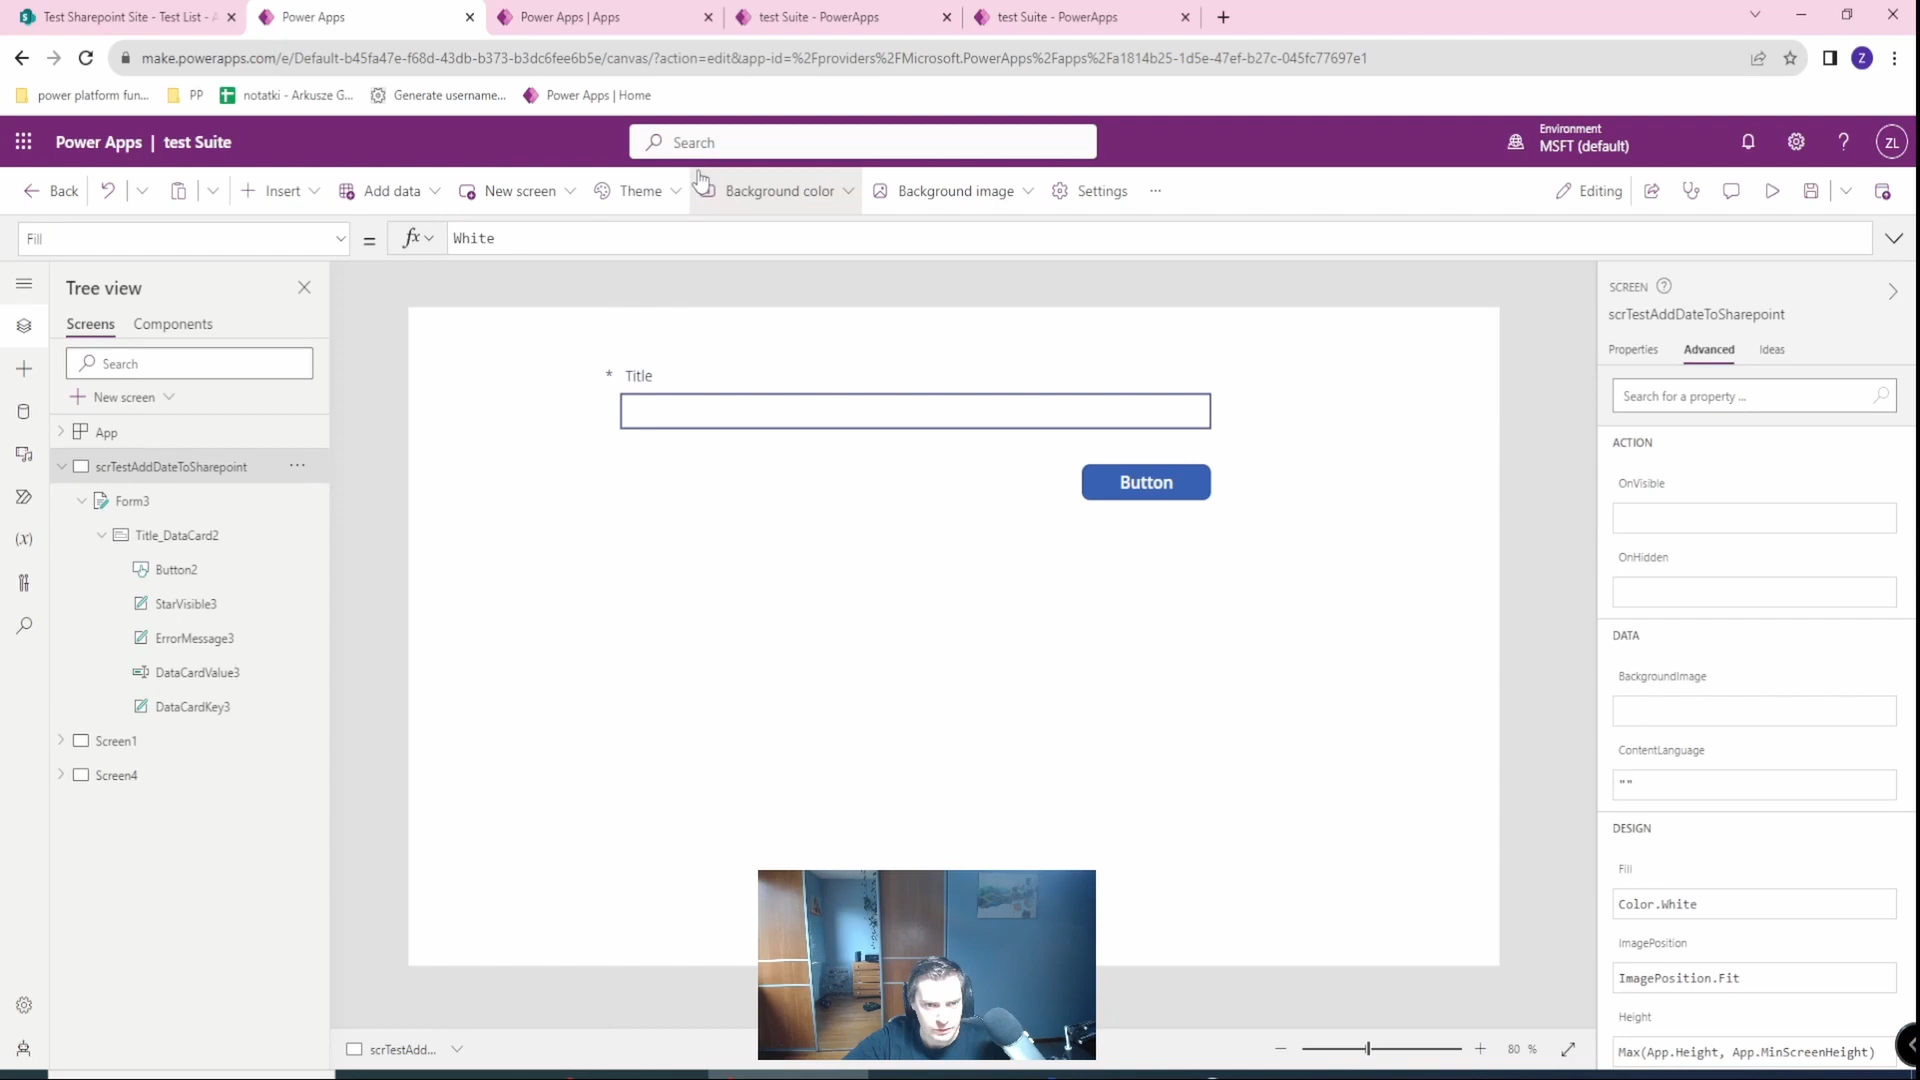 Test Sharepoint Site - Test List - A
Power Apps
Power Apps | Apps
test Suite - PowerApps
test Suite - PowerApps
make.powerapps.com/e/Default-b45fa47e-f68d-43db-b373-b3dc6fee6b5e/canvas/?action=edit&app-id=%2Fproviders%2FMicrosoft.PowerApps%2Fapps%2Fa1814b25-1d5e-47ef-b27c-045fc77697e1
Z
power platform fun...
PP
notatki - Arkusze G...
Generate username...
Power Apps | Home
Power Apps | test Suite
Search
Environment
MSFT (default)
ZL
Back
Insert
Add data
New screen
Theme
Background color
Background image
Settings
...
Editing
Fill
=
fx
White
Tree view
Screens
Components
Search
New screen
App
scrTestAddDateToSharepoint
...
Form3
Title_DataCard2
Button2
StarVisible3
ErrorMessage3
DataCardValue3
DataCardKey3
Screen1
Screen4
* Title
Button
SCREEN
scrTestAddDateToSharepoint
Properties
Advanced
Ideas
Search for a property ...
ACTION
OnVisible
OnHidden
DATA
BackgroundImage
ContentLanguage
""
DESIGN
Fill
Color.White
ImagePosition
ImagePosition.Fit
Height
Max(App.Height, App.MinScreenHeight)
scrTestAdd...
80 %